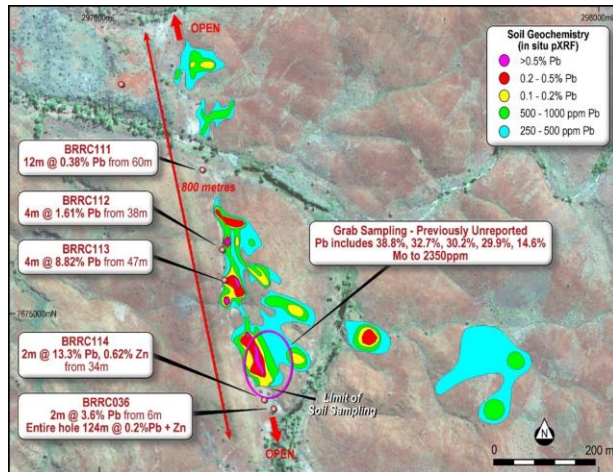 297000mE
298000mE
OPEN
Soil Geochemistry
(in situ pXRF)
>0.5% Pb
0.2 - 0.5% Pb
0.1 - 0.2% Pb
500 - 1000 ppm Pb
250 - 500 ppm Pb
BRRC111
12m @ 0.38% Pb from 60m
800 metres
BRRC112
4m @ 1.61% Pb from 38m
Grab Sampling - Previously Unreported
Pb includes 38.8%, 32.7%, 30.2%, 29.9%, 14.6%
Mo to 2350ppm
BRRC113
4m @ 8.82% Pb from 47m
7675000mN
BRRC114
2m @ 13.3% Pb, 0.62% Zn
from 34m
Limit of
Soil Sampling
BRRC036
2m @ 3.6% Pb from 6m
Entire hole 124m @ 0.2%Pb + Zn
OPEN
N
0 200 m